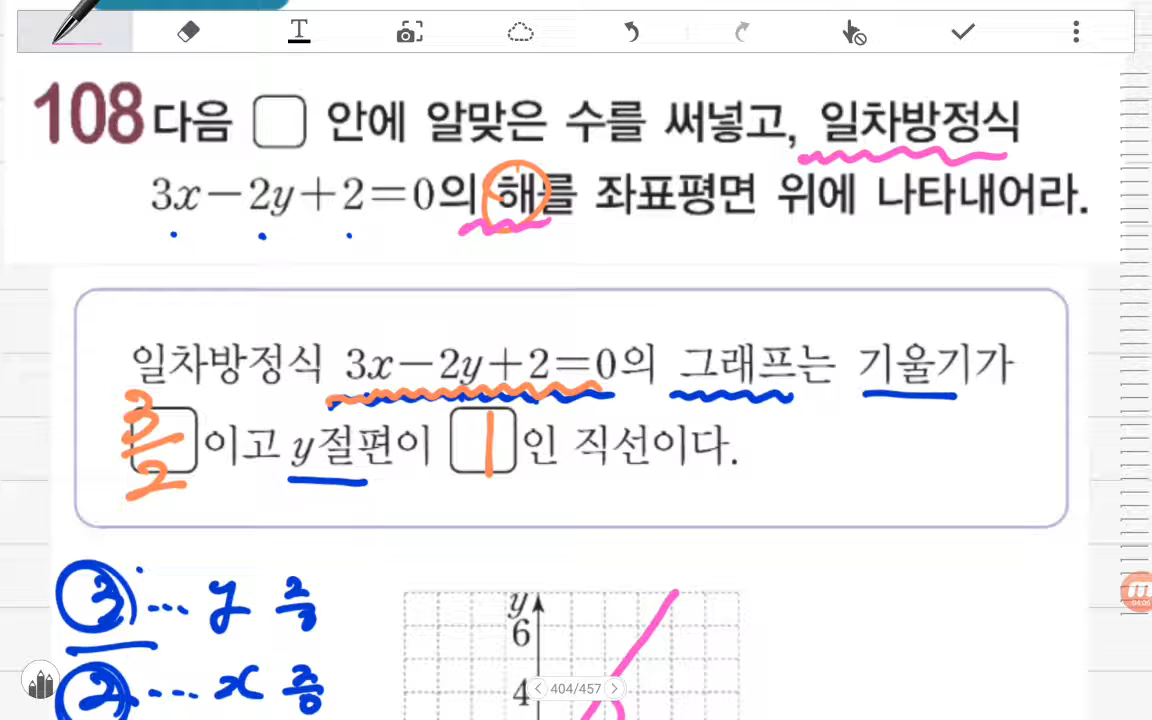 T
108 다음 □ 안에 알맞은 수를 써넣고, 일차방정식
3x-2y+2=0의 해를 좌표평면 위에 나타내어라.
일차방정식 3x-2y+2=0의 그래프는 기울기가
3/2 이고 y절편이 1 인 직선이다.
3 ... y 증
2 ... x 증
y
6
4
404/457
m
04:06